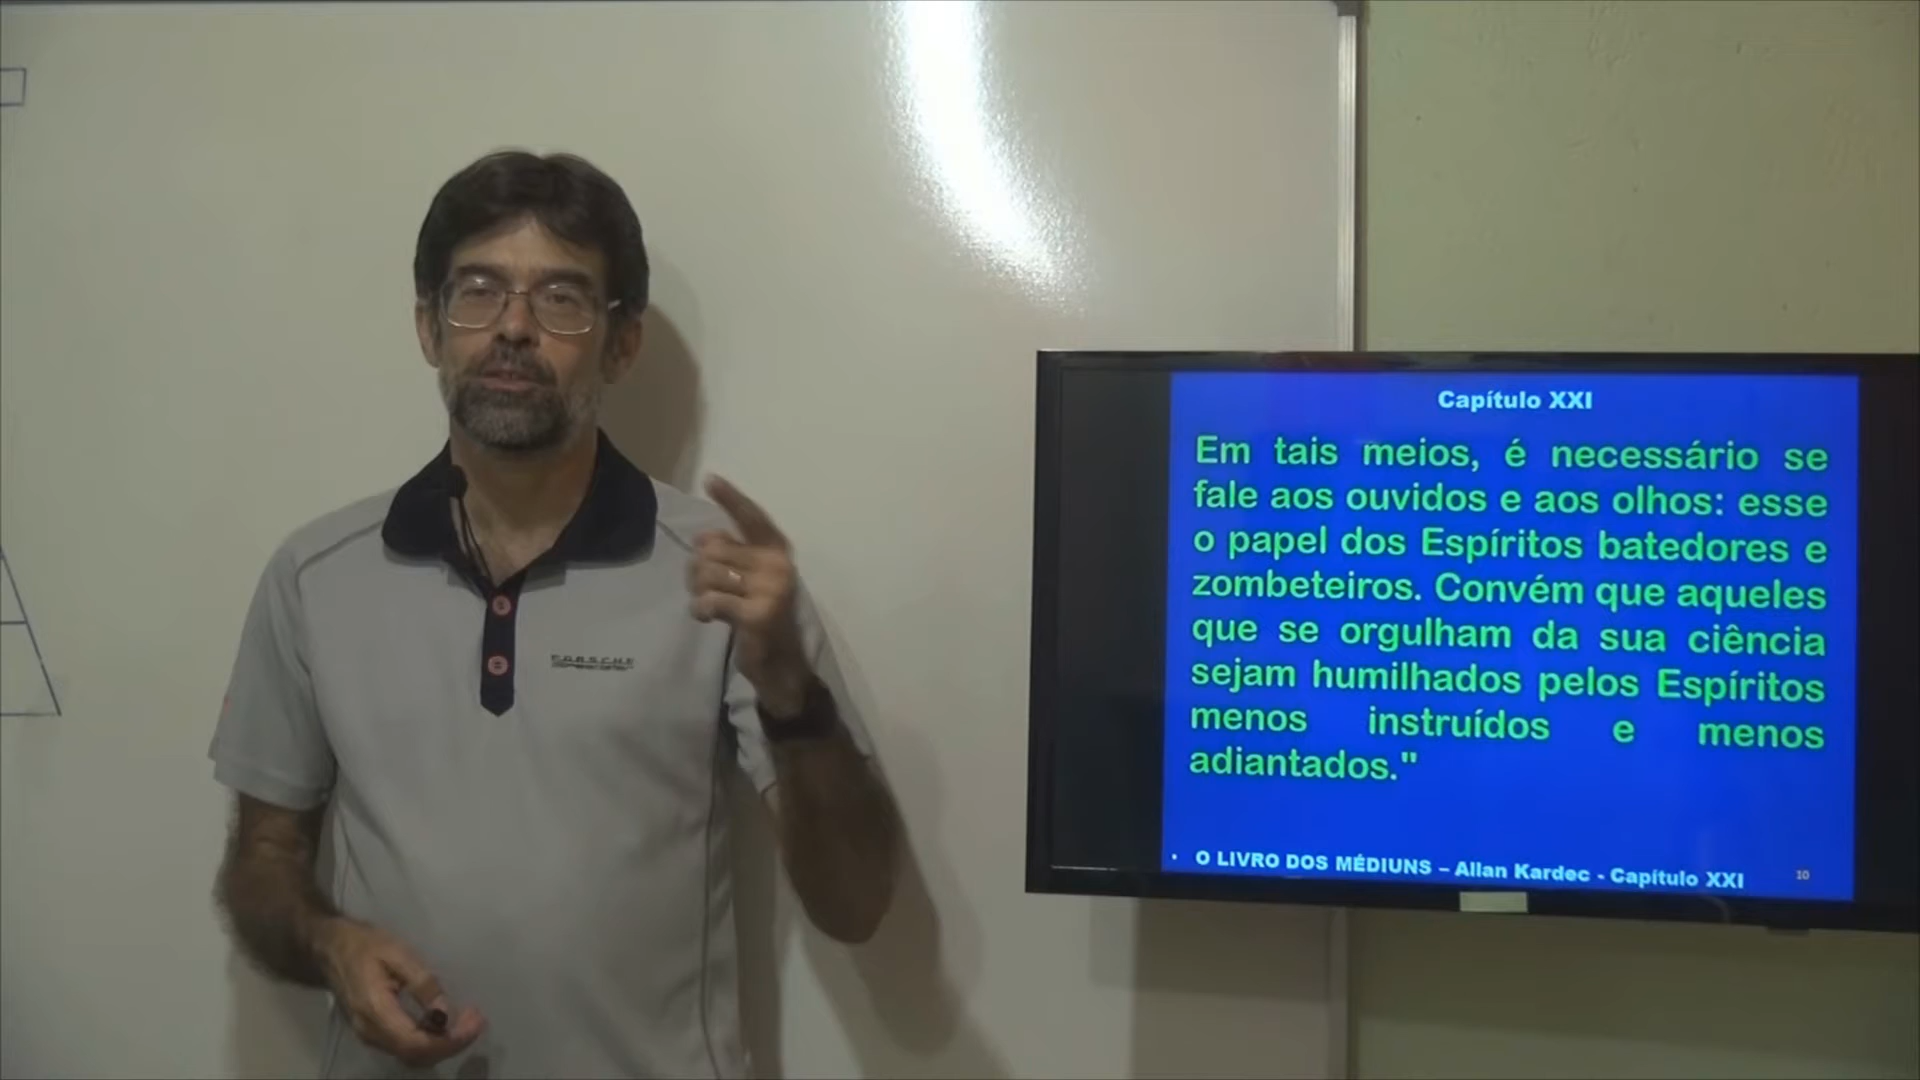 Capítulo XXI
Em tais meios, é necessário se
fale aos ouvidos e aos olhos: esse
o papel dos Espíritos batedores e
zombeteiros. Convém que aqueles
que se orgulham da sua ciência
sejam humilhados pelos Espíritos
menos instruídos e menos
adiantados."
• O LIVRO DOS MÉDIUNS – Allan Kardec - Capítulo XXI
10
PORSCHE